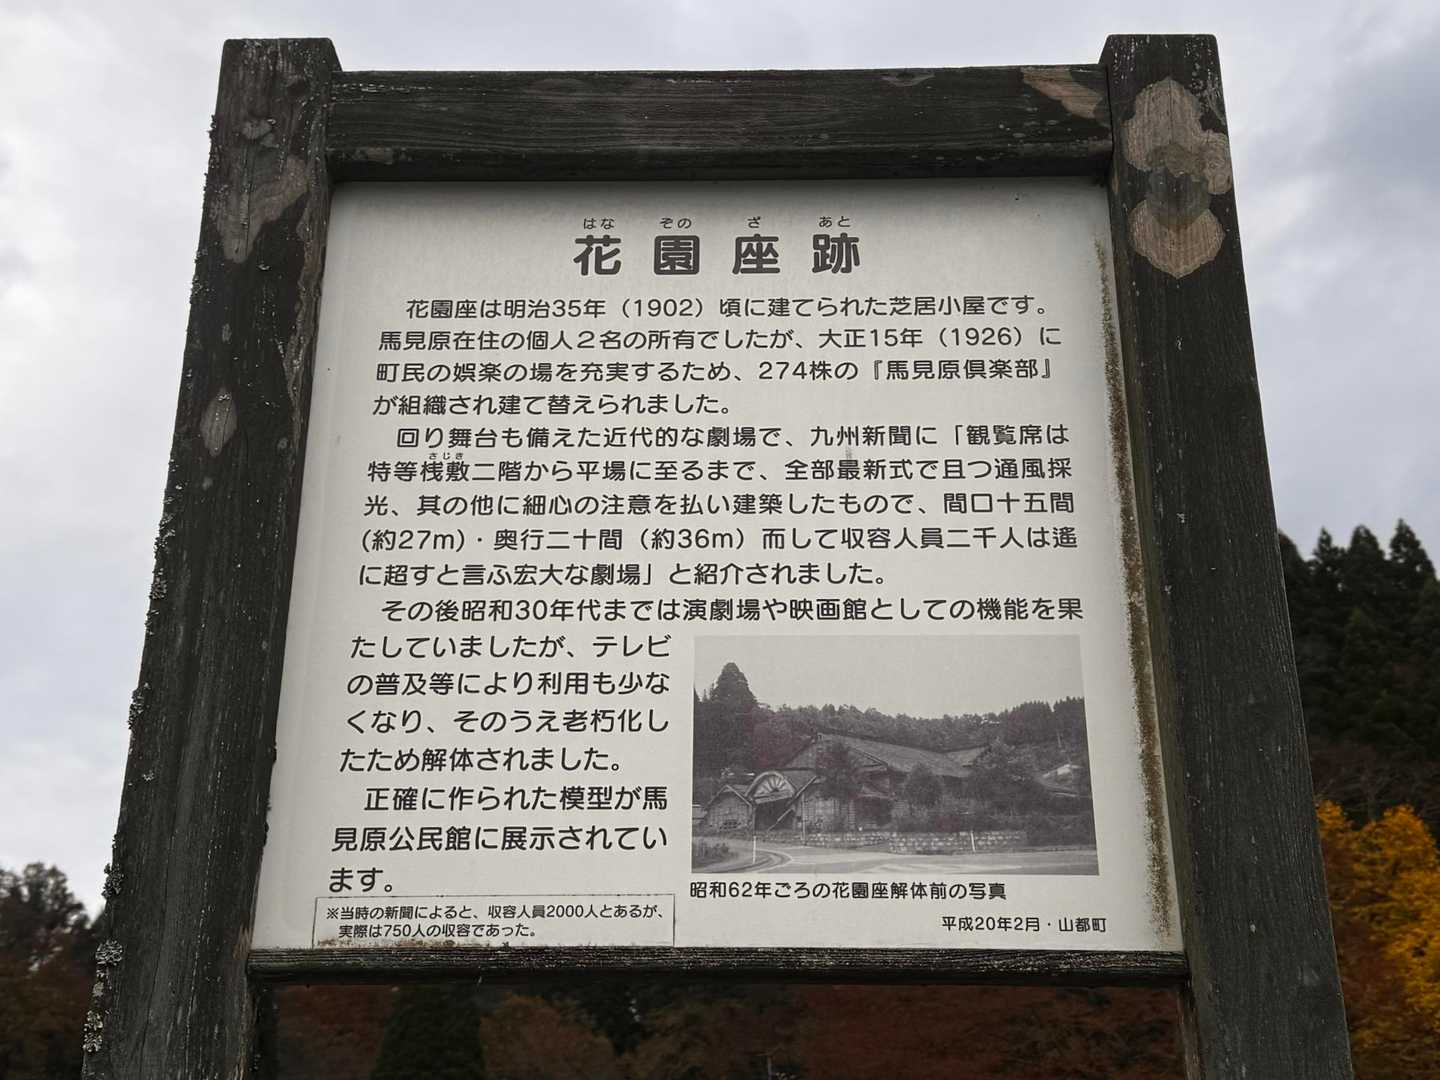 はな ぞの ざ あと
花園座跡
花園座は明治35年（1902）頃に建てられた芝居小屋です。
馬見原在住の個人２名の所有でしたが、大正15年（1926）に
町民の娯楽の場を充実するため、274株の『馬見原倶楽部』
が組織され建て替えられました。
回り舞台も備えた近代的な劇場で、九州新聞に「観覧席は
さじき
特等桟敷二階から平場に至るまで、全部最新式で且つ通風採
光、其の他に細心の注意を払い建築したもので、間口十五間
(約27m)・奥行二十間（約36m）而して収容人員二千人は遙
に超すと言ふ宏大な劇場」と紹介されました。
その後昭和30年代までは演劇場や映画館としての機能を果
たしていましたが、テレビ
の普及等により利用も少な
くなり、そのうえ老朽化し
たため解体されました。
正確に作られた模型が馬
見原公民館に展示されてい
ます。
※当時の新聞によると、収容人員2000人とあるが、
実際は750人の収容であった。
昭和62年ごろの花園座解体前の写真
平成20年2月・山都町